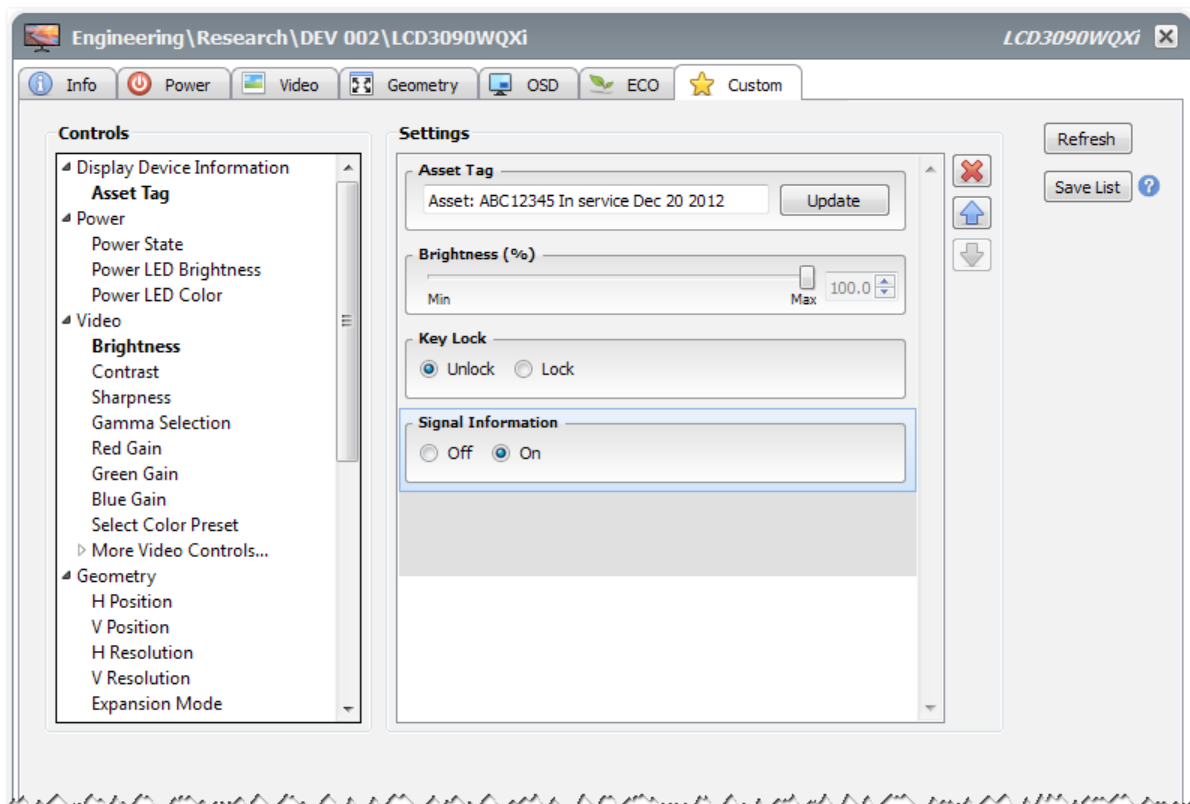 Engineering\Research\DEV 002\LCD3090WQXi
LCD3090WQXi
Info
Power
Video
Geometry
OSD
ECO
Custom
Controls
Display Device Information
Asset Tag
Power
Power State
Power LED Brightness
Power LED Color
Video
Brightness
Contrast
Sharpness
Gamma Selection
Red Gain
Green Gain
Blue Gain
Select Color Preset
More Video Controls...
Geometry
H Position
V Position
H Resolution
V Resolution
Expansion Mode
Settings
Asset Tag
Asset: ABC12345 In service Dec 20 2012
Update
Brightness (%)
Min
Max
100.0
Key Lock
Unlock
Lock
Signal Information
Off
On
Refresh
Save List
?